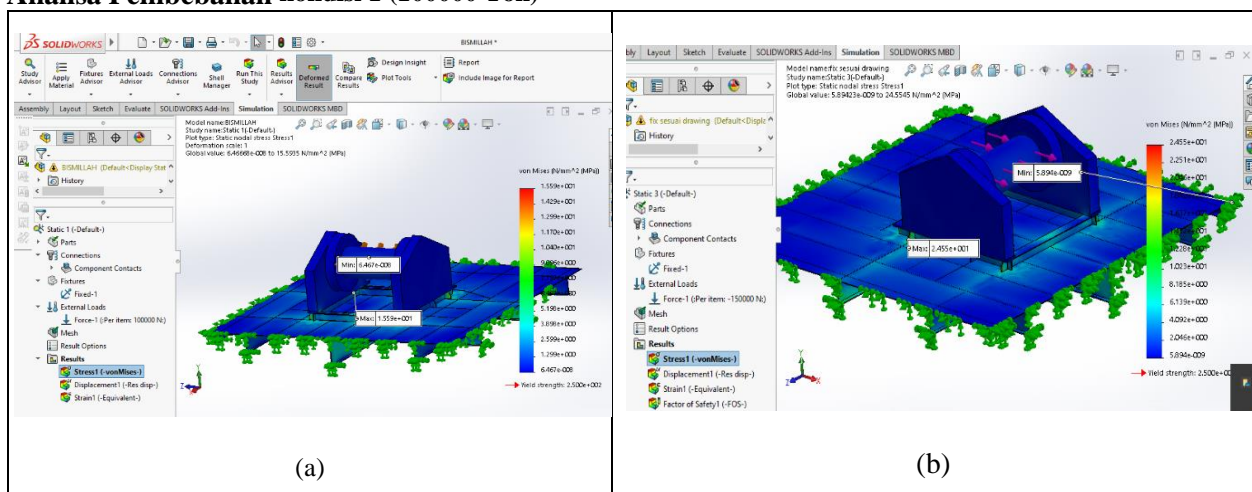 SOLIDWORKS
BISMILLAH *
Study Advisor
Apply Material
Fixtures Advisor
External Loads Advisor
Connections Advisor
Shell Manager
Run This Study
Results Advisor
Deformed Result
Compare Results
Design Insight
Plot Tools
Report
Include Image for Report
Assembly Layout Sketch Evaluate SOLIDWORKS Add-Ins Simulation SOLIDWORKS MBD
Model name:BISMILLAH
Study name:Static 1(-Default-)
Plot type: Static nodal stress Stress1
Deformation scale: 1
Global value: 6.46668e-008 to 15.5935 N/mm^2 (MPa)
BISMILLAH (Default<Display Stat
History
Static 1 (-Default-)
Parts
Connections
Component Contacts
Fixtures
Fixed-1
External Loads
Force-1 (:Per item: 100000 N:)
Mesh
Result Options
Results
Stress1 (-vonMises-)
Displacement1 (-Res disp-)
Strain1 (-Equivalent-)
Min: 6.467e-008
Max: 1.559e+001
von Mises (N/mm^2 (MPa))
1.559e+001
1.429e+001
1.299e+001
1.170e+001
1.040e+001
5.198e+000
3.898e+000
2.599e+000
1.299e+000
6.467e-008
Yield strength: 2.500e+002
(a)
Layout Sketch Evaluate SOLIDWORKS Add-Ins Simulation SOLIDWORKS MBD
Model name:fix sesuai drawing
Study name:Static 3(-Default-)
Plot type: Static nodal stress Stress1
Global value: 5.89423e-009 to 24.5545 N/mm^2 (MPa)
fix sesuai drawing (Default<Displ
History
Static 3 (-Default-)
Parts
Connections
Component Contacts
Fixtures
Fixed-1
External Loads
Force-1 (:Per item: -150000 N:)
Mesh
Result Options
Results
Stress1 (-vonMises-)
Displacement1 (-Res disp-)
Strain1 (-Equivalent-)
Factor of Safety1 (-FOS-)
Min: 5.894e-009
Max: 2.455e+001
von Mises (N/mm^2 (MPa))
2.455e+001
2.251e+001
1.023e+001
8.185e+000
6.139e+000
4.092e+000
2.046e+000
5.894e-009
Yield strength: 2.500e+00
(b)